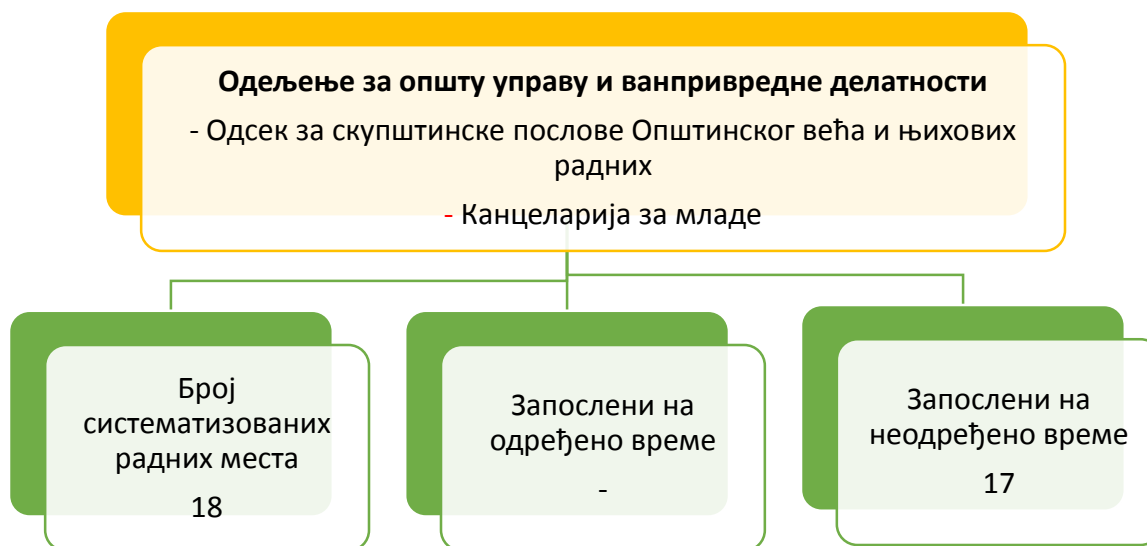 Одељење за општу управу и ванпривредне делатности
- Одсек за скупштинске послове Општинског већа и њихових
радних
- Канцеларија за младе
Број
систематизованих
радних места
18
Запослени на
одређено време
-
Запослени на
неодређено време
17